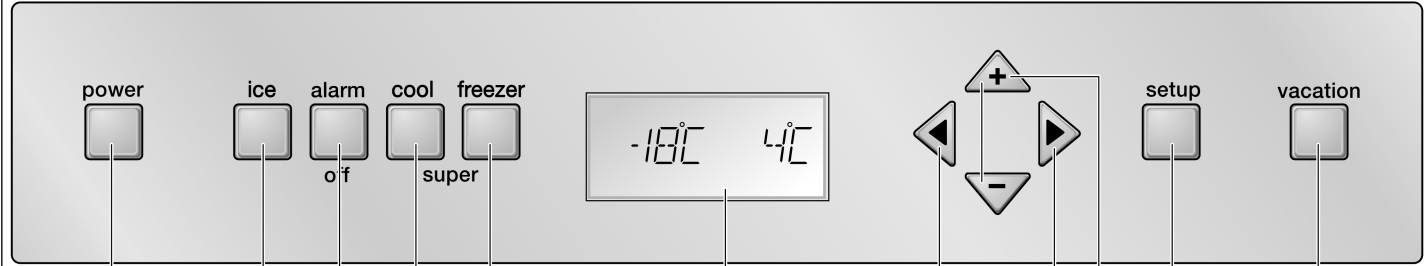 power
ice alarm cool freezer
off super
-18°C 4°C
+
−
setup
vacation